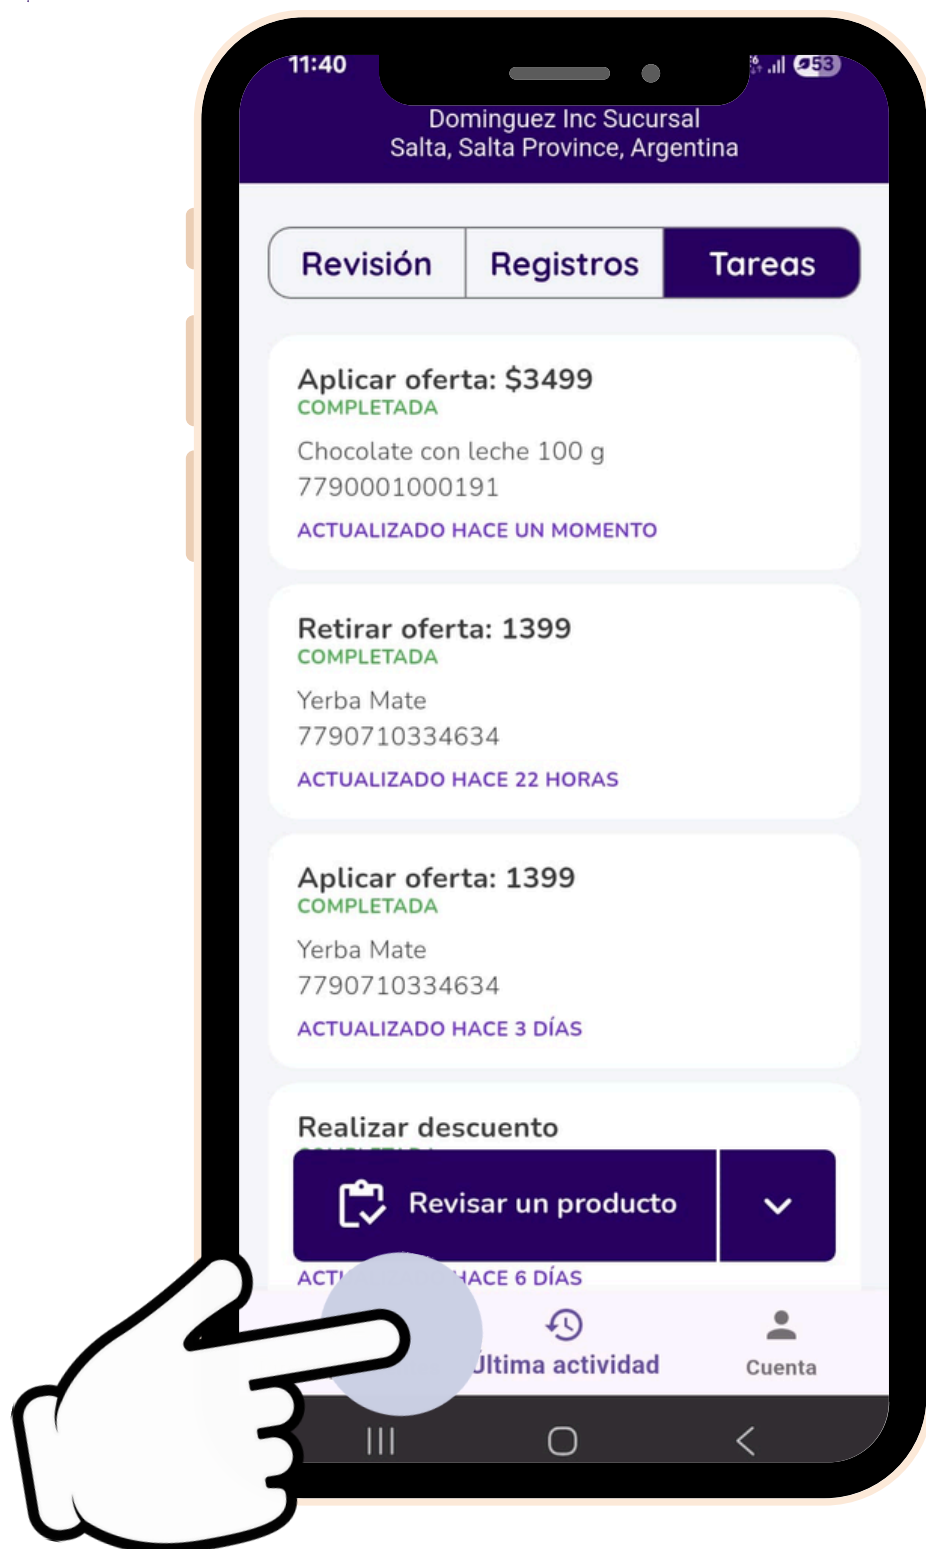 11:40
53
Dominguez Inc Sucursal
Salta, Salta Province, Argentina
Revisión
Registros
Tareas
Aplicar oferta: $3499
COMPLETADA
Chocolate con leche 100 g
7790001000191
ACTUALIZADO HACE UN MOMENTO
Retirar oferta: 1399
COMPLETADA
Yerba Mate
7790710334634
ACTUALIZADO HACE 22 HORAS
Aplicar oferta: 1399
COMPLETADA
Yerba Mate
7790710334634
ACTUALIZADO HACE 3 DÍAS
Realizar descuento
Revisar un producto
HACE 6 DÍAS
Última actividad
Cuenta